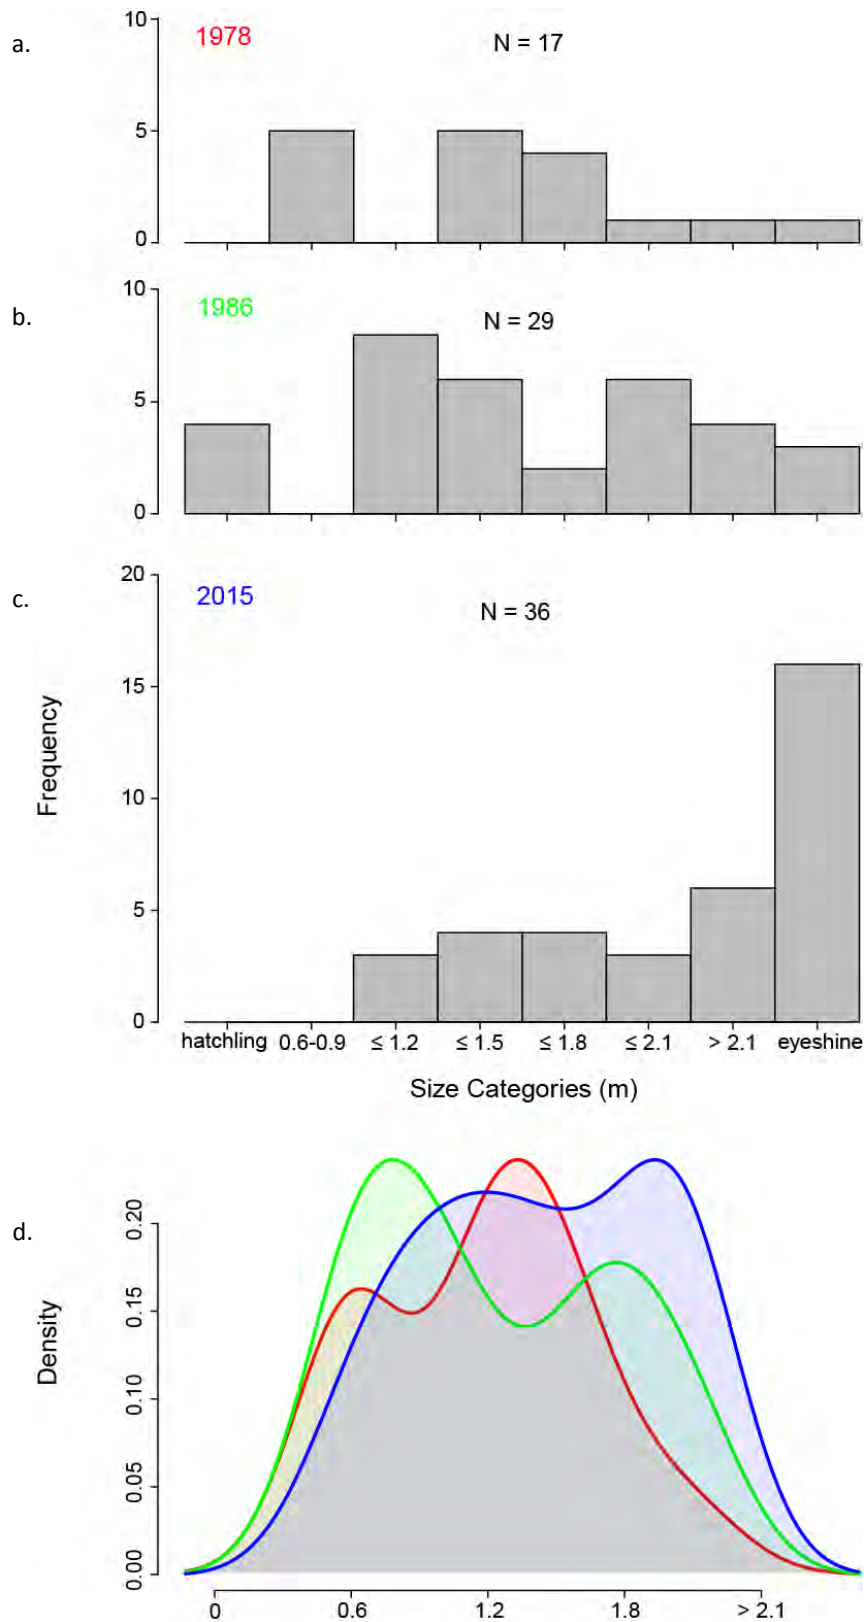 a.
10
5
0
1978
N = 17
b.
10
5
0
1986
N = 29
c.
20
15
10
5
0
Frequency
2015
N = 36
hatchling 0.6-0.9 ≤ 1.2 ≤ 1.5 ≤ 1.8 ≤ 2.1 > 2.1 eyeshine
Size Categories (m)
d.
0.20
0.15
0.10
0.05
0.00
Density
0 0.6 1.2 1.8 > 2.1